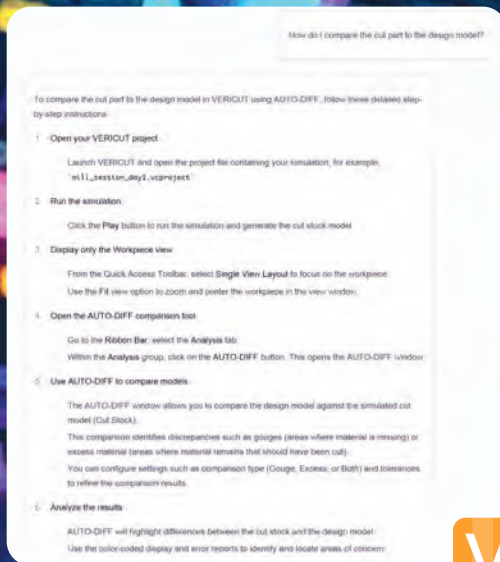 How do I compare the cut part to the design model?
To compare the cut part to the design model in VERICUT using AUTO-DIFF, follow these detailed step-
by-step instructions
1. Open your VERICUT project
Launch VERICUT and open the project file containing your simulation, for example,
`mill_session_day1.vcproject`
2. Run the simulation
Click the Play button to run the simulation and generate the cut stock model
3. Display only the Workpiece view
From the Quick Access Toolbar, select Single View Layout to focus on the workpiece
Use the Fit view option to zoom and center the workpiece in the view window.
4. Open the AUTO-DIFF comparison tool
Go to the Ribbon Bar, select the Analysis tab
Within the Analysis group, click on the AUTO-DIFF button. This opens the AUTO-DIFF window
5. Use AUTO-DIFF to compare models
The AUTO-DIFF window allows you to compare the design model against the simulated cut
model (Cut Stock).
This comparison identifies discrepancies such as gouges (areas where material is missing) or
excess material (areas where material remains that should have been cut).
You can configure settings such as comparison type (Gouge, Excess, or Both) and tolerances
to refine the comparison results.
6. Analyze the results
AUTO-DIFF will highlight differences between the cut stock and the design model
Use the color-coded display and error reports to identify and locate areas of concern
V